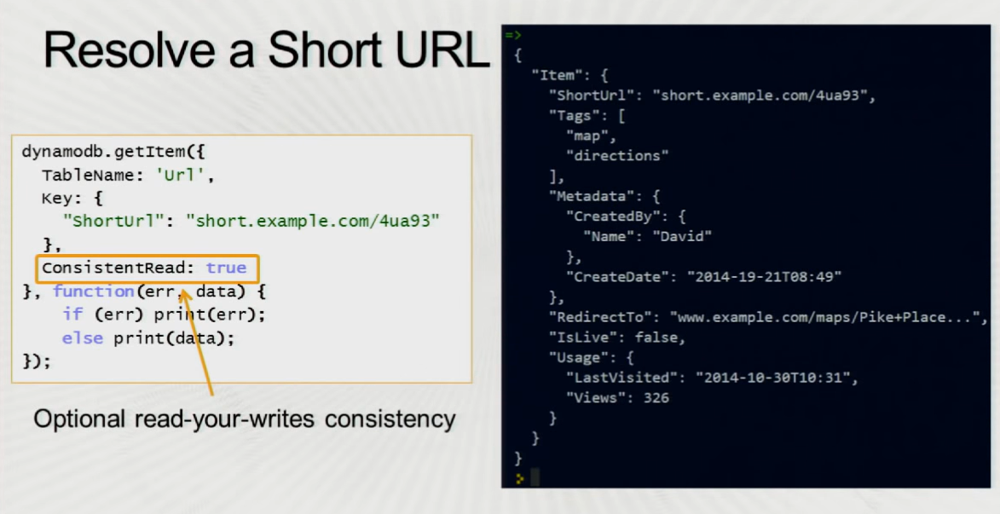 Resolve a Short URL
dynamodb.getItem({
TableName: 'Url',
Key: {
"ShortUrl": "short.example.com/4ua93"
},
ConsistentRead: true
}, function(err, data) {
if (err) print(err);
else print(data);
});
Optional read-your-writes consistency
=>
{
"Item": {
"ShortUrl": "short.example.com/4ua93",
"Tags": [
"map",
"directions"
],
"Metadata": {
"CreatedBy": {
"Name": "David"
},
"CreateDate": "2014-19-21T08:49"
},
"RedirectTo": "www.example.com/maps/Pike+Place...",
"IsLive": false,
"Usage": {
"LastVisited": "2014-10-30T10:31",
"Views": 326
}
}
}
>